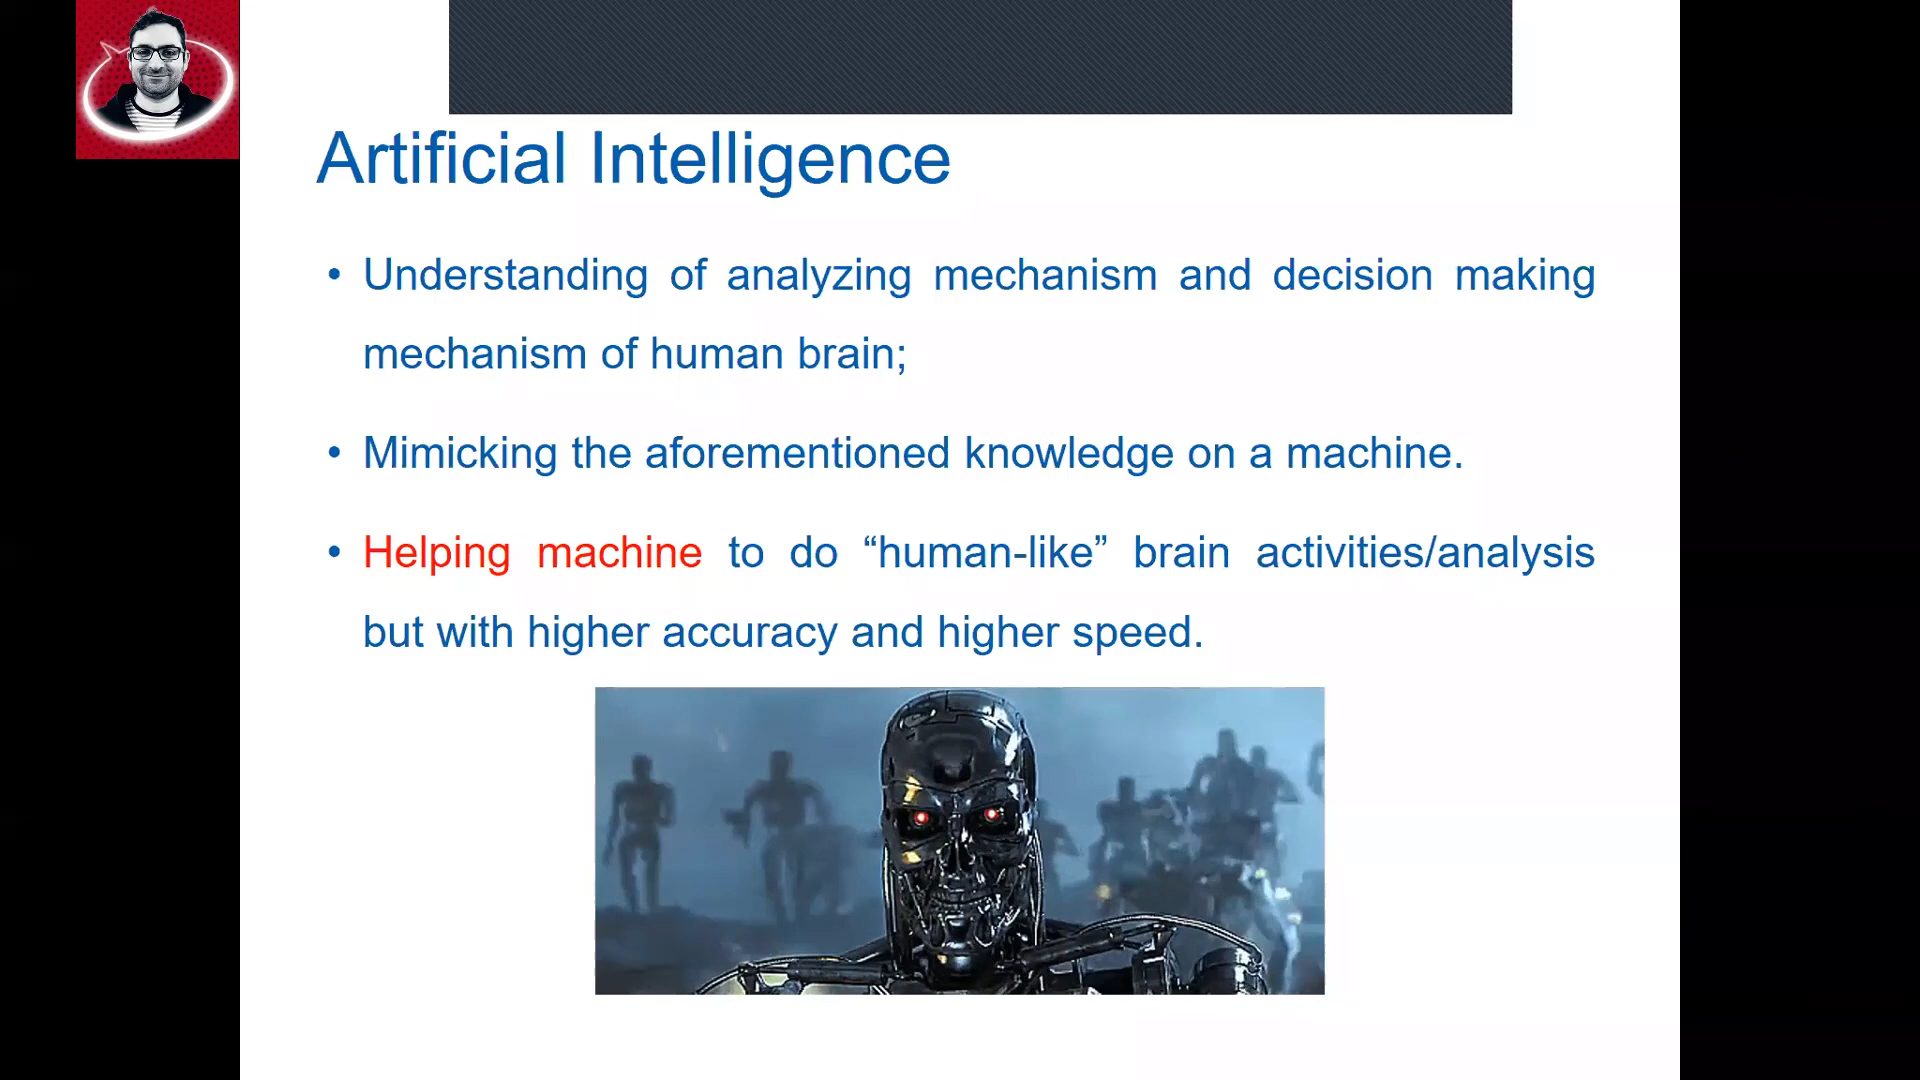 Artificial Intelligence
• Understanding of analyzing mechanism and decision making
mechanism of human brain;
• Mimicking the aforementioned knowledge on a machine.
• Helping machine to do “human-like” brain activities/analysis
but with higher accuracy and higher speed.